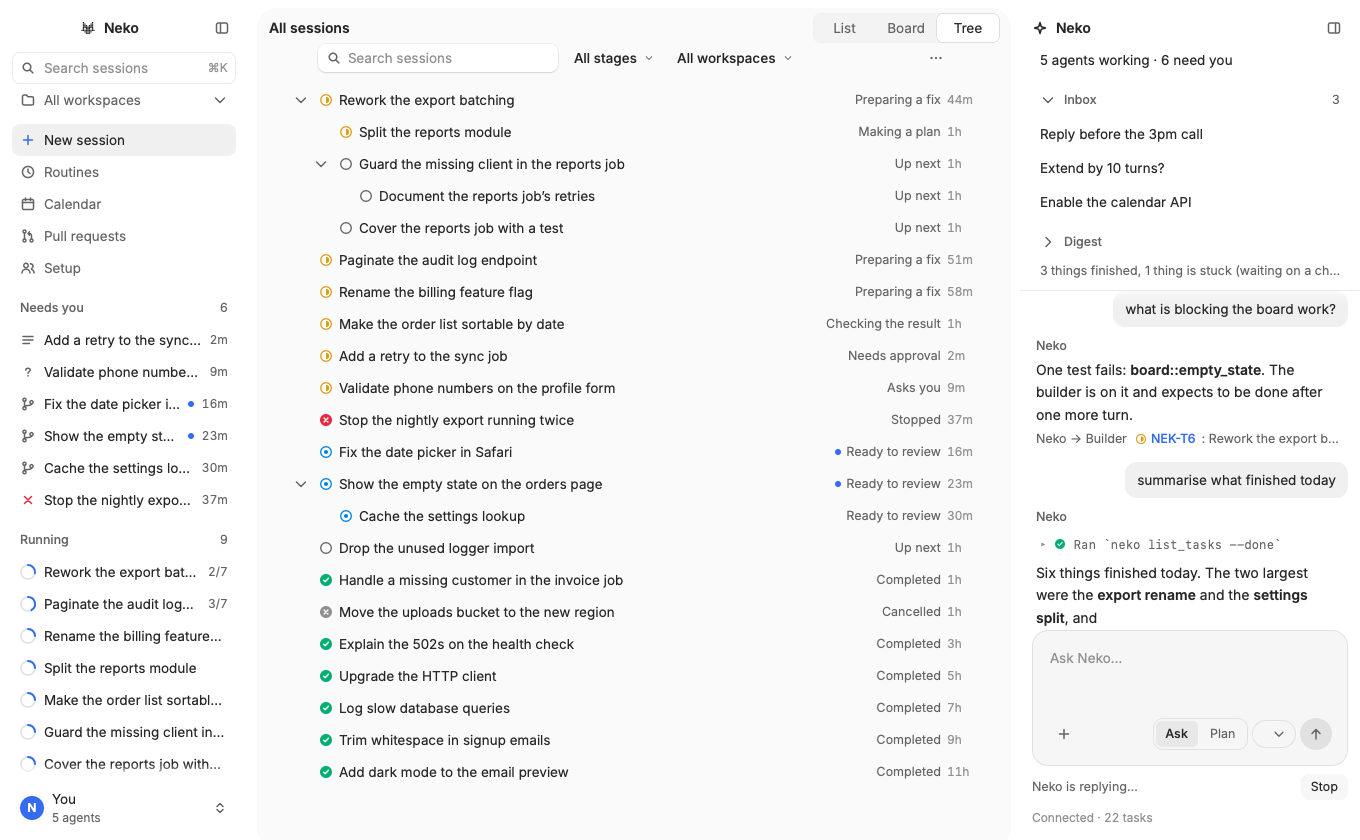 Neko
Search sessions ⌘K
All workspaces
New session
Routines
Calendar
Pull requests
Setup
Needs you 6
Add a retry to the sync... 2m
Validate phone numbe... 9m
Fix the date picker i... 16m
Show the empty st... 23m
Cache the settings lo... 30m
Stop the nightly expo... 37m
Running 9
Rework the export bat... 2/7
Paginate the audit log... 3/7
Rename the billing feature...
Split the reports module
Make the order list sortabl...
Guard the missing client in...
Cover the reports job with...
N
You
5 agents
All sessions
List Board Tree
Search sessions All stages All workspaces ...
Rework the export batching Preparing a fix 44m
Split the reports module Making a plan 1h
Guard the missing client in the reports job Up next 1h
Document the reports job’s retries Up next 1h
Cover the reports job with a test Up next 1h
Paginate the audit log endpoint Preparing a fix 51m
Rename the billing feature flag Preparing a fix 58m
Make the order list sortable by date Checking the result 1h
Add a retry to the sync job Needs approval 2m
Validate phone numbers on the profile form Asks you 9m
Stop the nightly export running twice Stopped 37m
Fix the date picker in Safari Ready to review 16m
Show the empty state on the orders page Ready to review 23m
Cache the settings lookup Ready to review 30m
Drop the unused logger import Up next 1h
Handle a missing customer in the invoice job Completed 1h
Move the uploads bucket to the new region Cancelled 1h
Explain the 502s on the health check Completed 3h
Upgrade the HTTP client Completed 5h
Log slow database queries Completed 7h
Trim whitespace in signup emails Completed 9h
Add dark mode to the email preview Completed 11h
Neko
5 agents working · 6 need you
Inbox 3
Reply before the 3pm call
Extend by 10 turns?
Enable the calendar API
Digest
3 things finished, 1 thing is stuck (waiting on a ch...
what is blocking the board work?
Neko
One test fails: board::empty_state. The
builder is on it and expects to be done after
one more turn.
Neko → Builder NEK-T6 : Rework the export b...
summarise what finished today
Neko
Ran `neko list_tasks --done`
Six things finished today. The two largest
were the export rename and the settings
split, and
Ask Neko...
Ask Plan
Neko is replying... Stop
Connected · 22 tasks